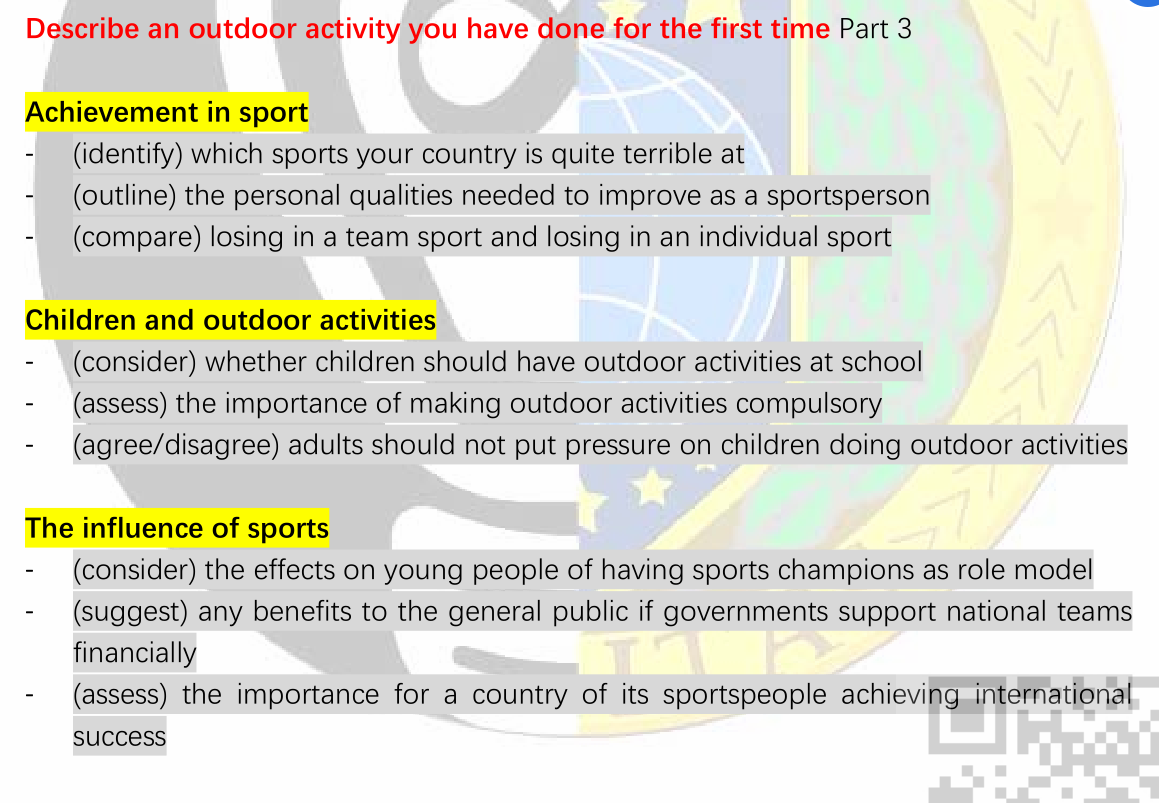 Describe an outdoor activity you have done for the first time Part 3
Achievement in sport
- (identify) which sports your country is quite terrible at
- (outline) the personal qualities needed to improve as a sportsperson
- (compare) losing in a team sport and losing in an individual sport
Children and outdoor activities
- (consider) whether children should have outdoor activities at school
- (assess) the importance of making outdoor activities compulsory
- (agree/disagree) adults should not put pressure on children doing outdoor activities
The influence of sports
- (consider) the effects on young people of having sports champions as role model
- (suggest) any benefits to the general public if governments support national teams
financially
- (assess) the importance for a country of its sportspeople achieving international
success